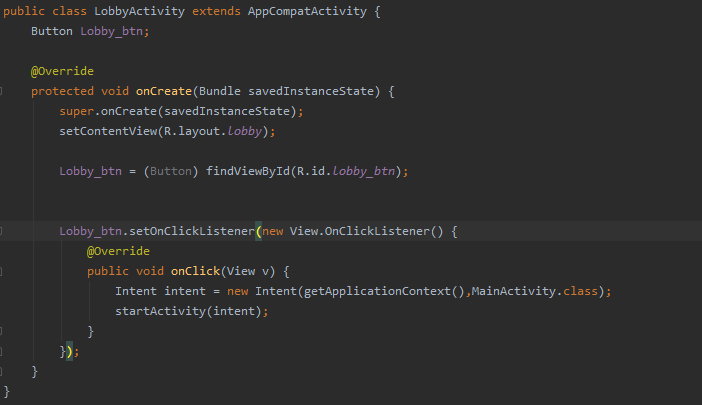 public class LobbyActivity extends AppCompatActivity {
    Button Lobby_btn;
    @Override
    protected void onCreate(Bundle savedInstanceState) {
        super.onCreate(savedInstanceState);
        setContentView(R.layout.lobby);
        Lobby_btn = (Button) findViewById(R.id.lobby_btn);
        Lobby_btn.setOnClickListener(new View.OnClickListener() {
            @Override
            public void onClick(View v) {
                Intent intent = new Intent(getApplicationContext(),MainActivity.class);
                startActivity(intent);
            }
        });
    }
}